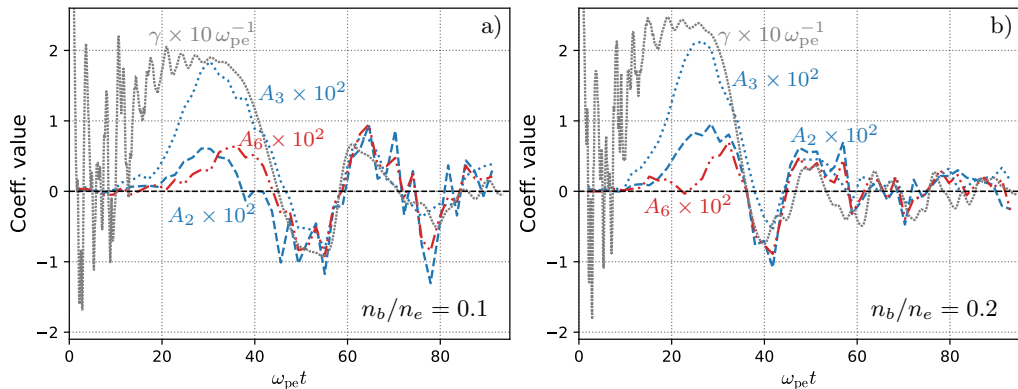 a)
γ × 10 ω_pe^−1
A_3 × 10^2
A_6 × 10^2
A_2 × 10^2
n_b/n_e = 0.1
Coeff. value
2
1
0
−1
−2
0 20 40 60 80
ω_pe t
b)
γ × 10 ω_pe^−1
A_3 × 10^2
A_2 × 10^2
A_6 × 10^2
n_b/n_e = 0.2
Coeff. value
2
1
0
−1
−2
0 20 40 60 80
ω_pe t